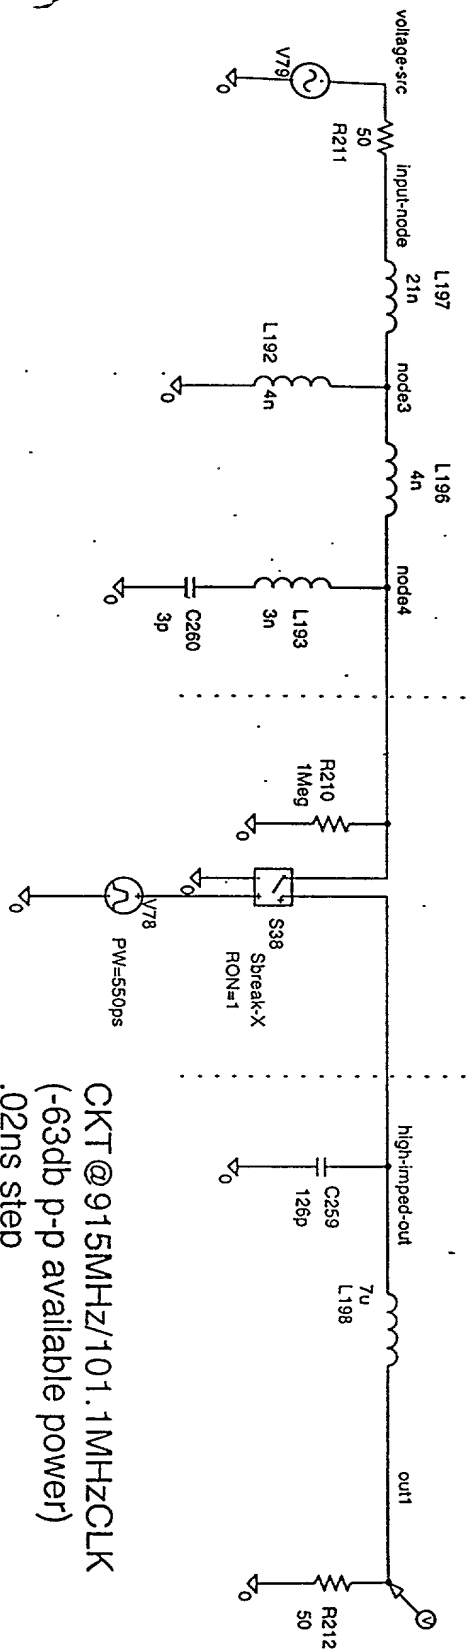 voltage-src
V79
0
50
R211
input-node
L197
21n
L192
4n
0
node3
L196
4n
node4
L193
3n
C260
3p
0
R210
1Meg
0
S38
Sbreak-X
RON=1
0
V78
PW=550ps
0
high-imped-out
C259
126p
0
7u
L198
out1
V
R212
50
0
CKT @915MHz/101.1MHzCLK
(-63db p-p available power)
.02ns step